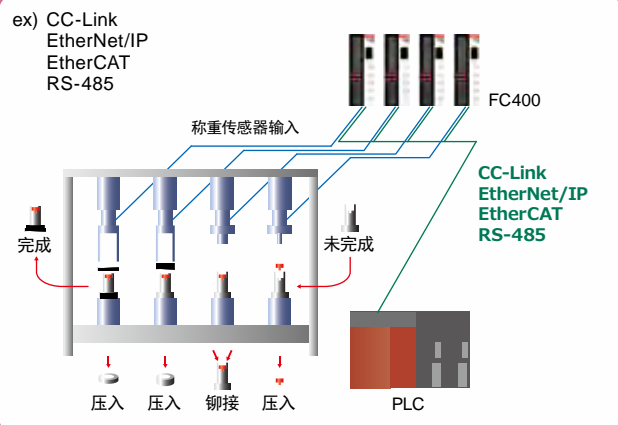 ex) CC-Link
EtherNet/IP
EtherCAT
RS-485
FC400
称重传感器输入
CC-Link
EtherNet/IP
EtherCAT
RS-485
完成
未完成
压入
压入
铆接
压入
PLC